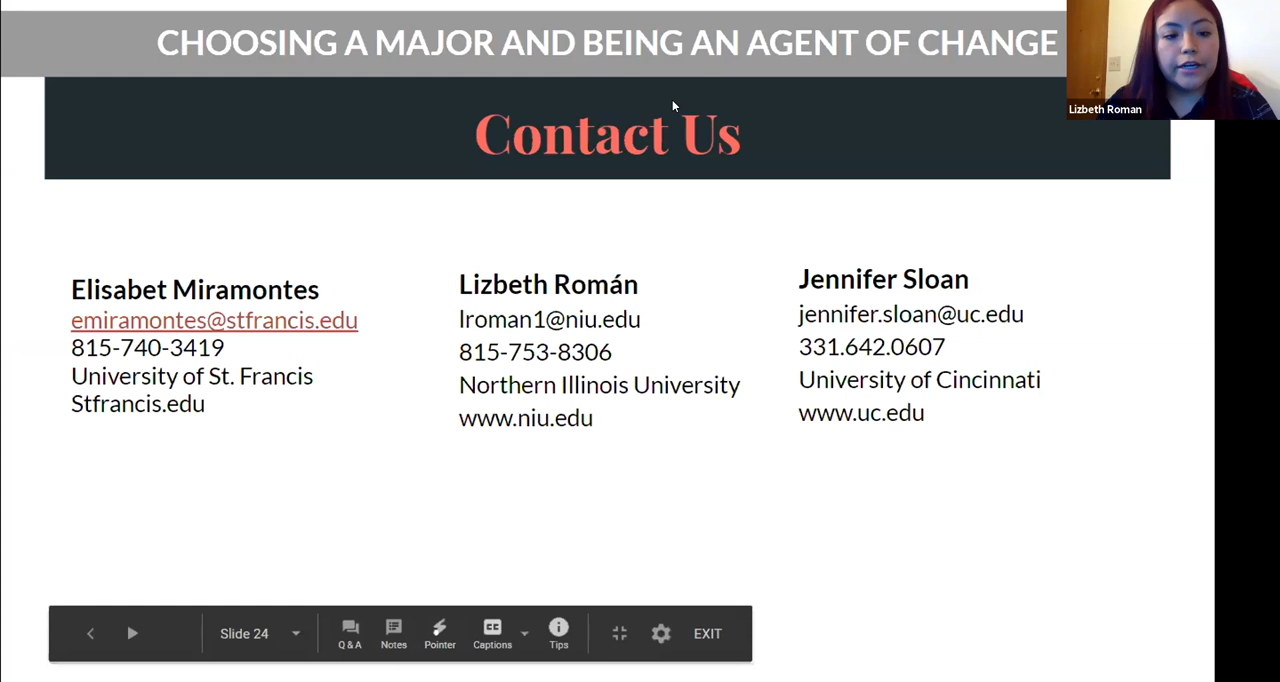 CHOOSING A MAJOR AND BEING AN AGENT OF CHANGE
Lizbeth Roman
Contact Us
Elisabet Miramontes
emiramontes@stfrancis.edu
815-740-3419
University of St. Francis
Stfrancis.edu
Lizbeth Román
lroman1@niu.edu
815-753-8306
Northern Illinois University
www.niu.edu
Jennifer Sloan
jennifer.sloan@uc.edu
331.642.0607
University of Cincinnati
www.uc.edu
Slide 24
Q & A
Notes
Pointer
CC
Captions
Tips
EXIT